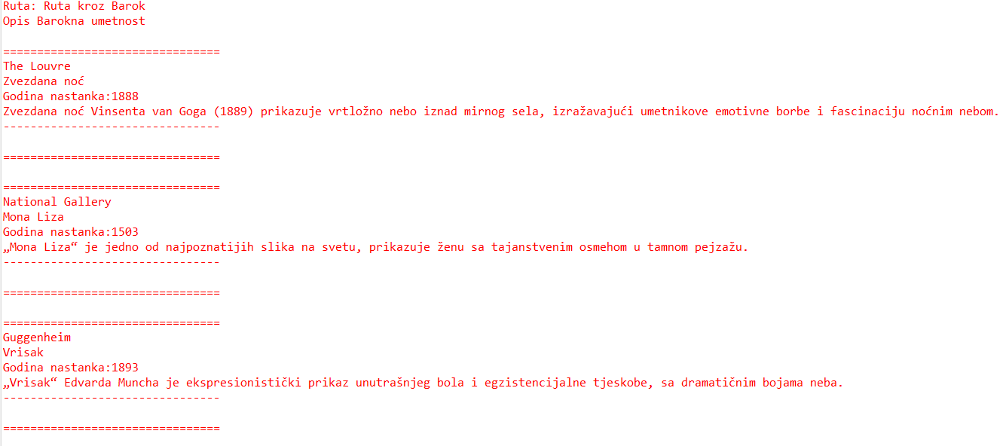 Ruta: Ruta kroz Barok
Opis Barokna umetnost
================================
The Louvre
Zvezdana noć
Godina nastanka:1888
Zvezdana noć Vinsenta van Goga (1889) prikazuje vrtložno nebo iznad mirnog sela, izražavajući umetnikove emotivne borbe i fascinaciju noćnim nebom.
--------------------------------
================================
================================
National Gallery
Mona Liza
Godina nastanka:1503
„Mona Liza“ je jedno od najpoznatijih slika na svetu, prikazuje ženu sa tajanstvenim osmehom u tamnom pejzažu.
--------------------------------
================================
================================
Guggenheim
Vrisak
Godina nastanka:1893
„Vrisak“ Edvarda Muncha je ekspresionistički prikaz unutrašnjeg bola i egzistencijalne tjeskobe, sa dramatičnim bojama neba.
--------------------------------
================================